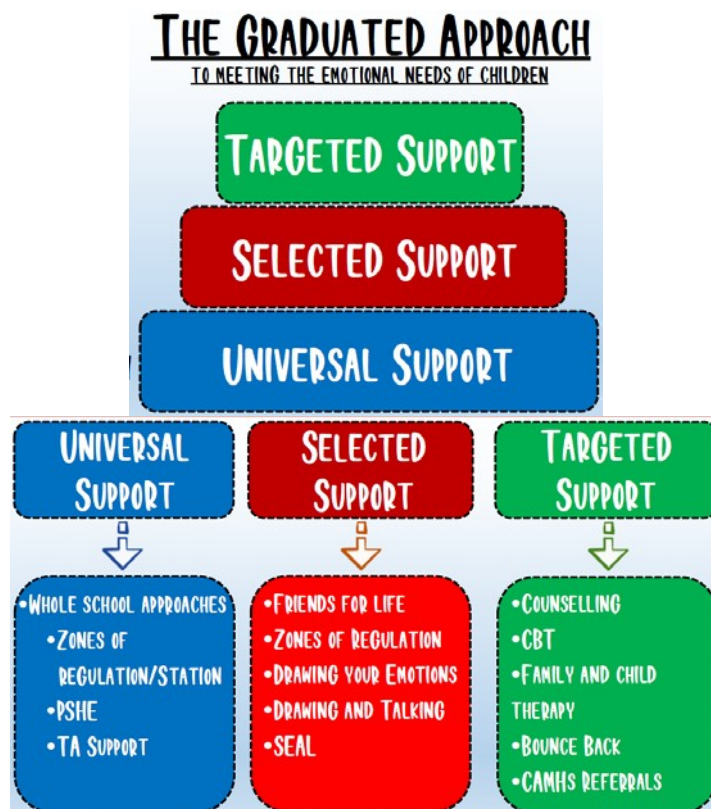 The Graduated Approach
to meeting the emotional needs of children
Targeted Support
Selected Support
Universal Support
Universal
Support
•Whole school approaches
•Zones of
regulation/Station
•PSHE
•TA Support
Selected
Support
•Friends for life
•Zones of Regulation
•Drawing your Emotions
•Drawing and Talking
•SEAL
Targeted
Support
•Counselling
•CBT
•Family and child
therapy
•Bounce Back
•CAMHs Referrals